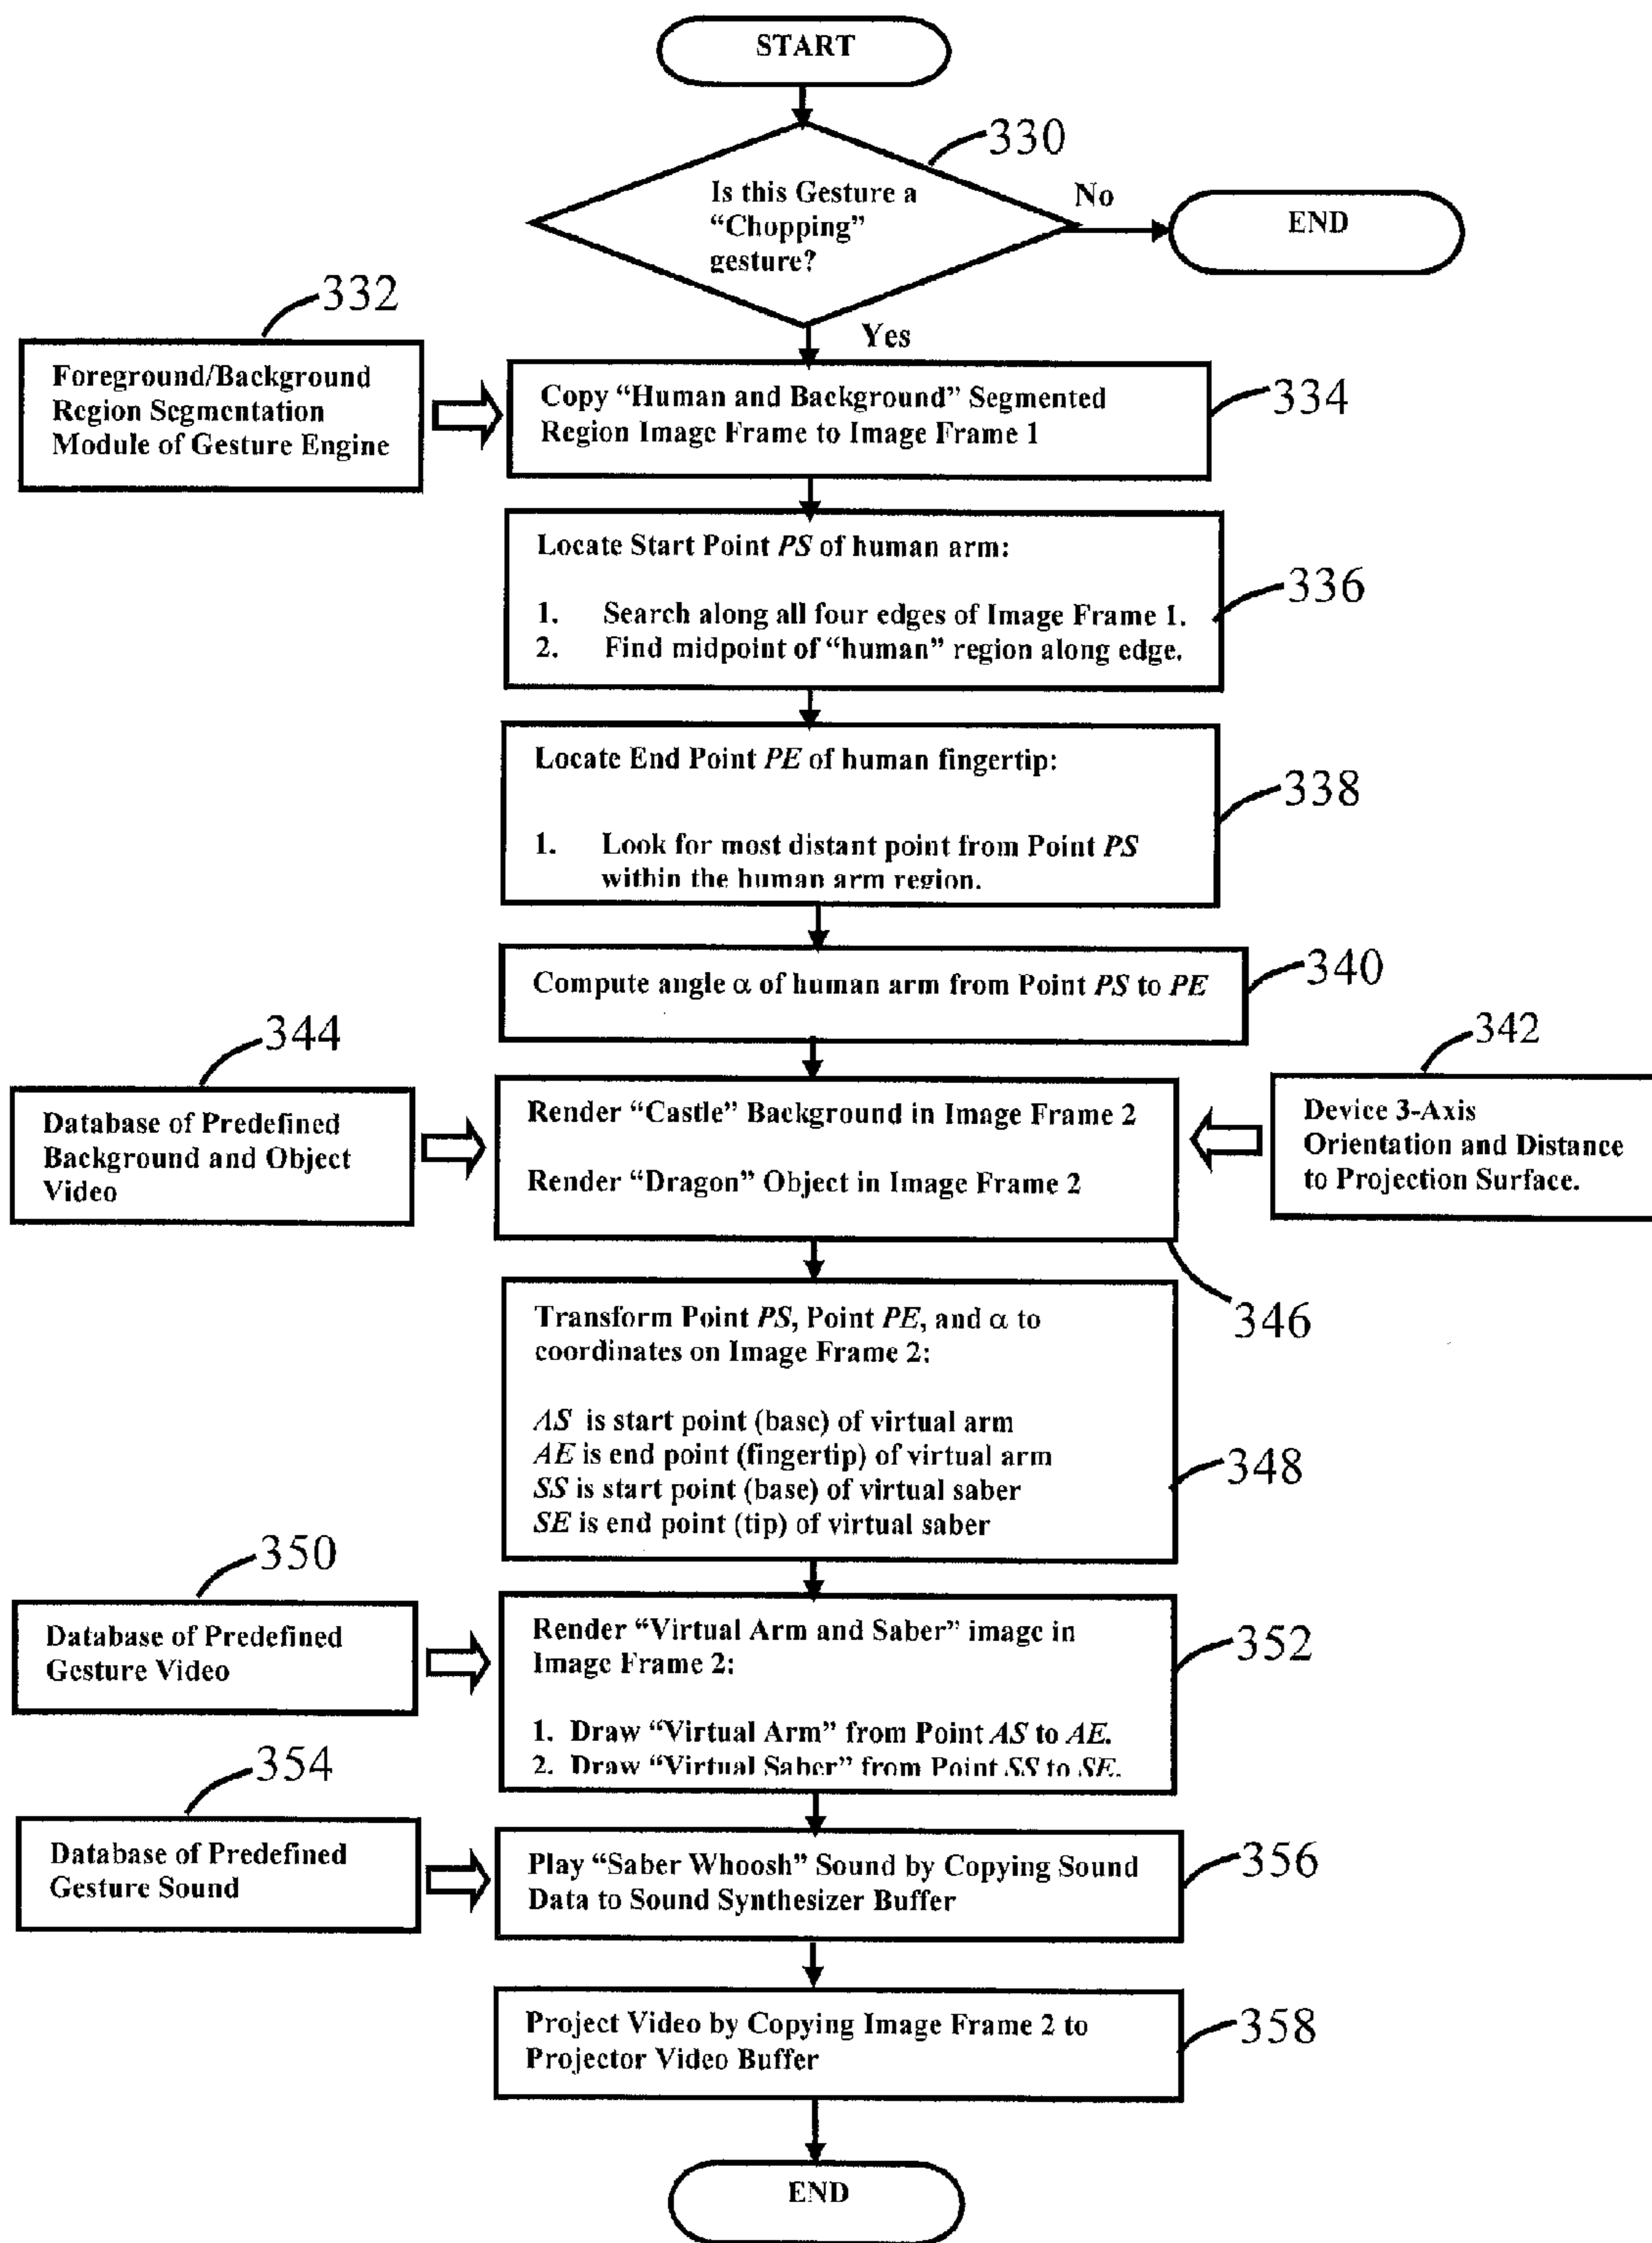 START
330
Is this Gesture a
“Chopping”
gesture?
No
END
Yes
332
Foreground/Background
Region Segmentation
Module of Gesture Engine
Copy “Human and Background” Segmented
Region Image Frame to Image Frame 1
334
Locate Start Point PS of human arm:
1. Search along all four edges of Image Frame 1.
2. Find midpoint of “human” region along edge.
336
Locate End Point PE of human fingertip:
1. Look for most distant point from Point PS
within the human arm region.
338
Compute angle α of human arm from Point PS to PE
340
344
Database of Predefined
Background and Object
Video
Render “Castle” Background in Image Frame 2
Render “Dragon” Object in Image Frame 2
342
Device 3-Axis
Orientation and Distance
to Projection Surface.
346
Transform Point PS, Point PE, and α to
coordinates on Image Frame 2:
AS is start point (base) of virtual arm
AE is end point (fingertip) of virtual arm
SS is start point (base) of virtual saber
SE is end point (tip) of virtual saber
348
350
Database of Predefined
Gesture Video
Render “Virtual Arm and Saber” image in
Image Frame 2:
1. Draw “Virtual Arm” from Point AS to AE.
2. Draw “Virtual Saber” from Point SS to SE.
352
354
Database of Predefined
Gesture Sound
Play “Saber Whoosh” Sound by Copying Sound
Data to Sound Synthesizer Buffer
356
Project Video by Copying Image Frame 2 to
Projector Video Buffer
358
END